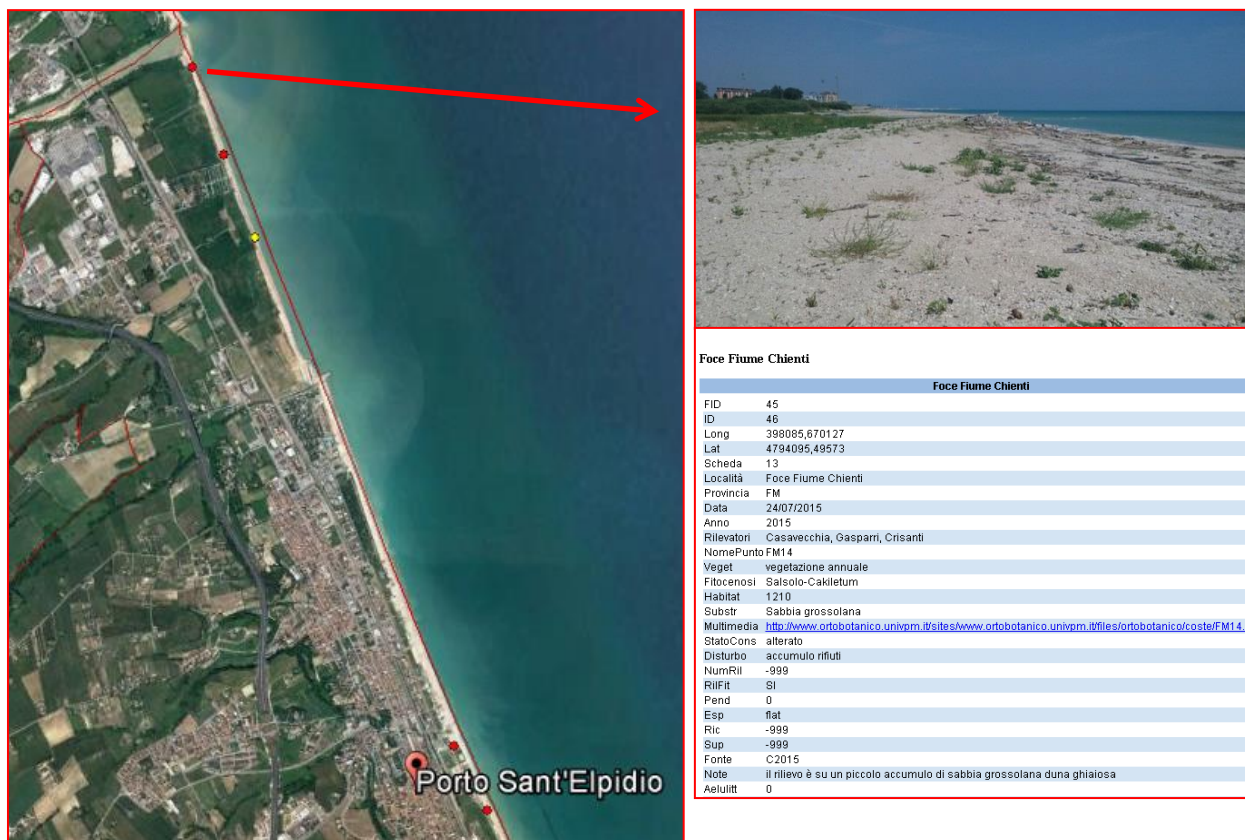 Porto Sant'Elpidio
Foce Fiume Chienti
Foce Fiume Chienti
FID 45
ID 46
Long 398085,670127
Lat 4794095,49573
Scheda 13
Località Foce Fiume Chienti
Provincia FM
Data 24/07/2015
Anno 2015
Rilevatori Casavecchia, Gasparri, Crisanti
NomePunto FM14
Veget vegetazione annuale
Fitocenosi Salsolo-Cakiletum
Habitat 1210
Substr Sabbia grossolana
Multimedia http://www.ortobotanico.univpm.it/sites/www.ortobotanico.univpm.it/files/ortobotanico/coste/FM14.
StatoCons alterato
Disturbo accumulo rifiuti
NumRil -999
RilFit SI
Pend 0
Esp flat
Ric -999
Sup -999
Fonte C2015
Note il rilievo è su un piccolo accumulo di sabbia grossolana duna ghiaiosa
Aelulitt 0